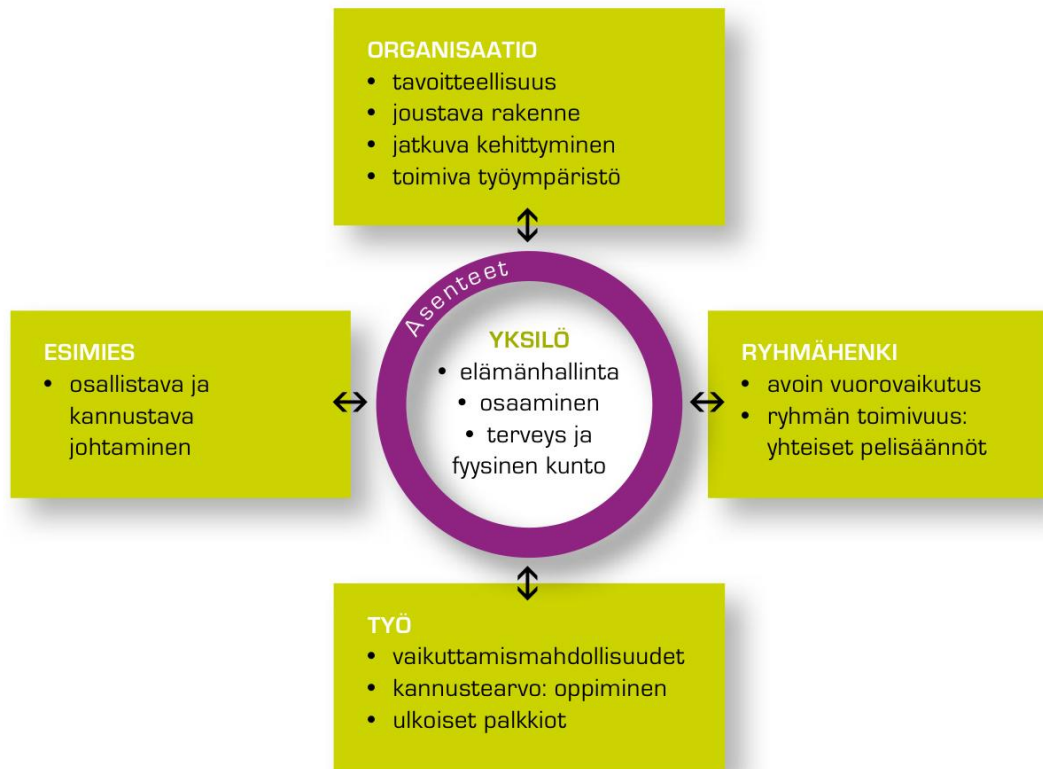 ORGANISAATIO
• tavoitteellisuus
• joustava rakenne
• jatkuva kehittyminen
• toimiva työympäristö
ESIMIES
• osallistava ja
kannustava
johtaminen
Asenteet
YKSILÖ
• elämänhallinta
• osaaminen
• terveys ja
fyysinen kunto
RYHMÄHENKI
• avoin vuorovaikutus
• ryhmän toimivuus:
yhteiset pelisäännöt
TYÖ
• vaikuttamismahdollisuudet
• kannustearvo: oppiminen
• ulkoiset palkkiot